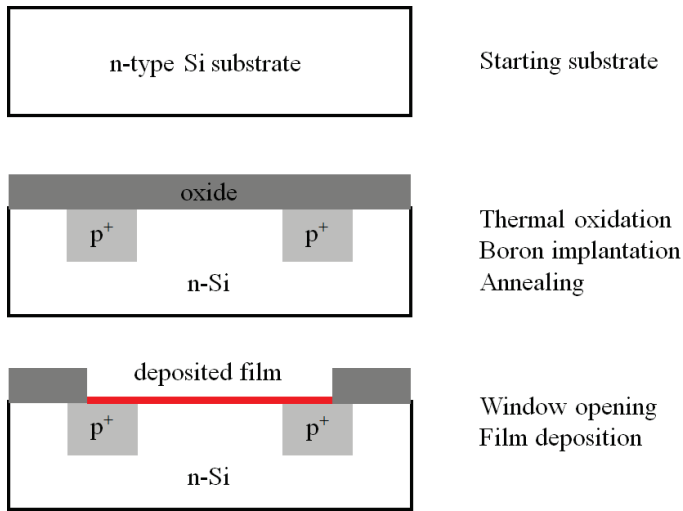 n-type Si substrate
Starting substrate
oxide
p⁺
p⁺
n-Si
Thermal oxidation
Boron implantation
Annealing
deposited film
p⁺
p⁺
n-Si
Window opening
Film deposition